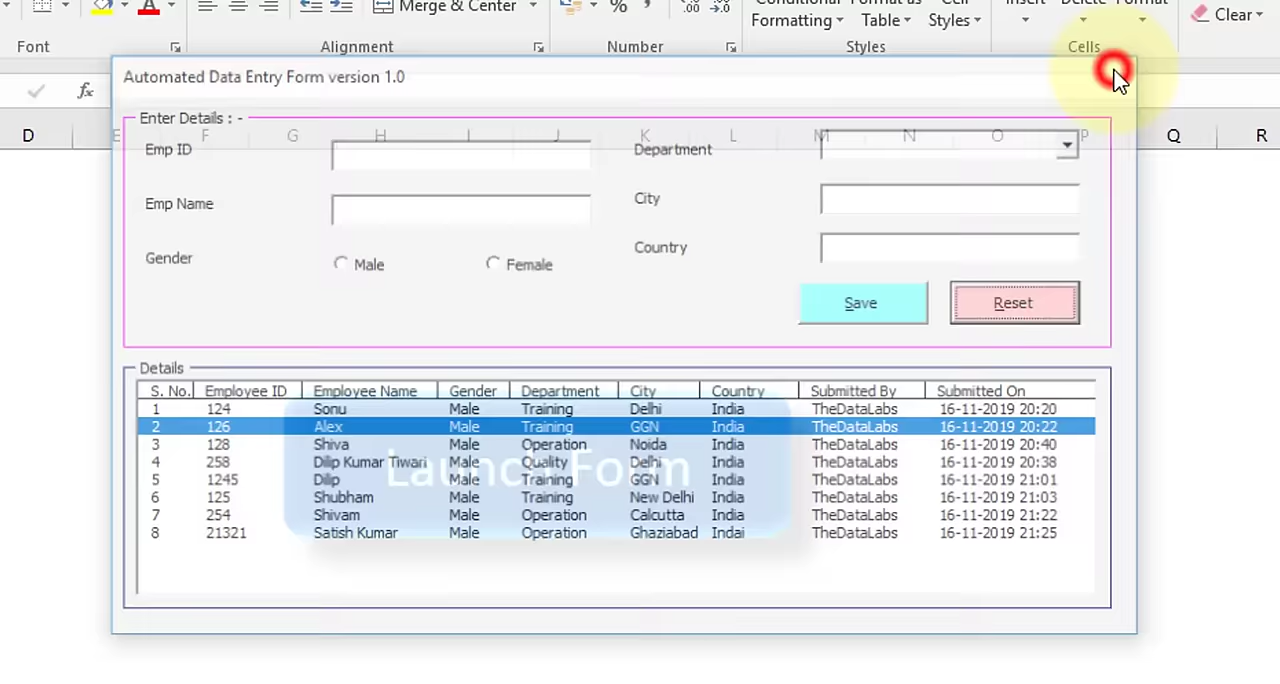 Merge & Center % , .00 .0 Conditional Format as Cell Insert Delete Format Clear
Formatting Table Styles
Font Alignment Number Styles Cells
fx
Automated Data Entry Form version 1.0
D E F G H I J K L M N O P Q R
Enter Details : -
Emp ID Department
Emp Name City
Gender Male Female Country
Save Reset
Details
S. No. Employee ID Employee Name Gender Department City Country Submitted By Submitted On
1 124 Sonu Male Training Delhi India TheDataLabs 16-11-2019 20:20
2 126 Alex Male Training GGN India TheDataLabs 16-11-2019 20:22
3 128 Shiva Male Operation Noida India TheDataLabs 16-11-2019 20:40
4 258 Dilip Kumar Tiwari Male Quality Delhi India TheDataLabs 16-11-2019 20:38
5 1245 Dilip Male Training GGN India TheDataLabs 16-11-2019 21:01
6 125 Shubham Male Training New Delhi India TheDataLabs 16-11-2019 21:03
7 254 Shivam Male Operation Calcutta India TheDataLabs 16-11-2019 21:22
8 21321 Satish Kumar Male Operation Ghaziabad Indai TheDataLabs 16-11-2019 21:25
Launch Form